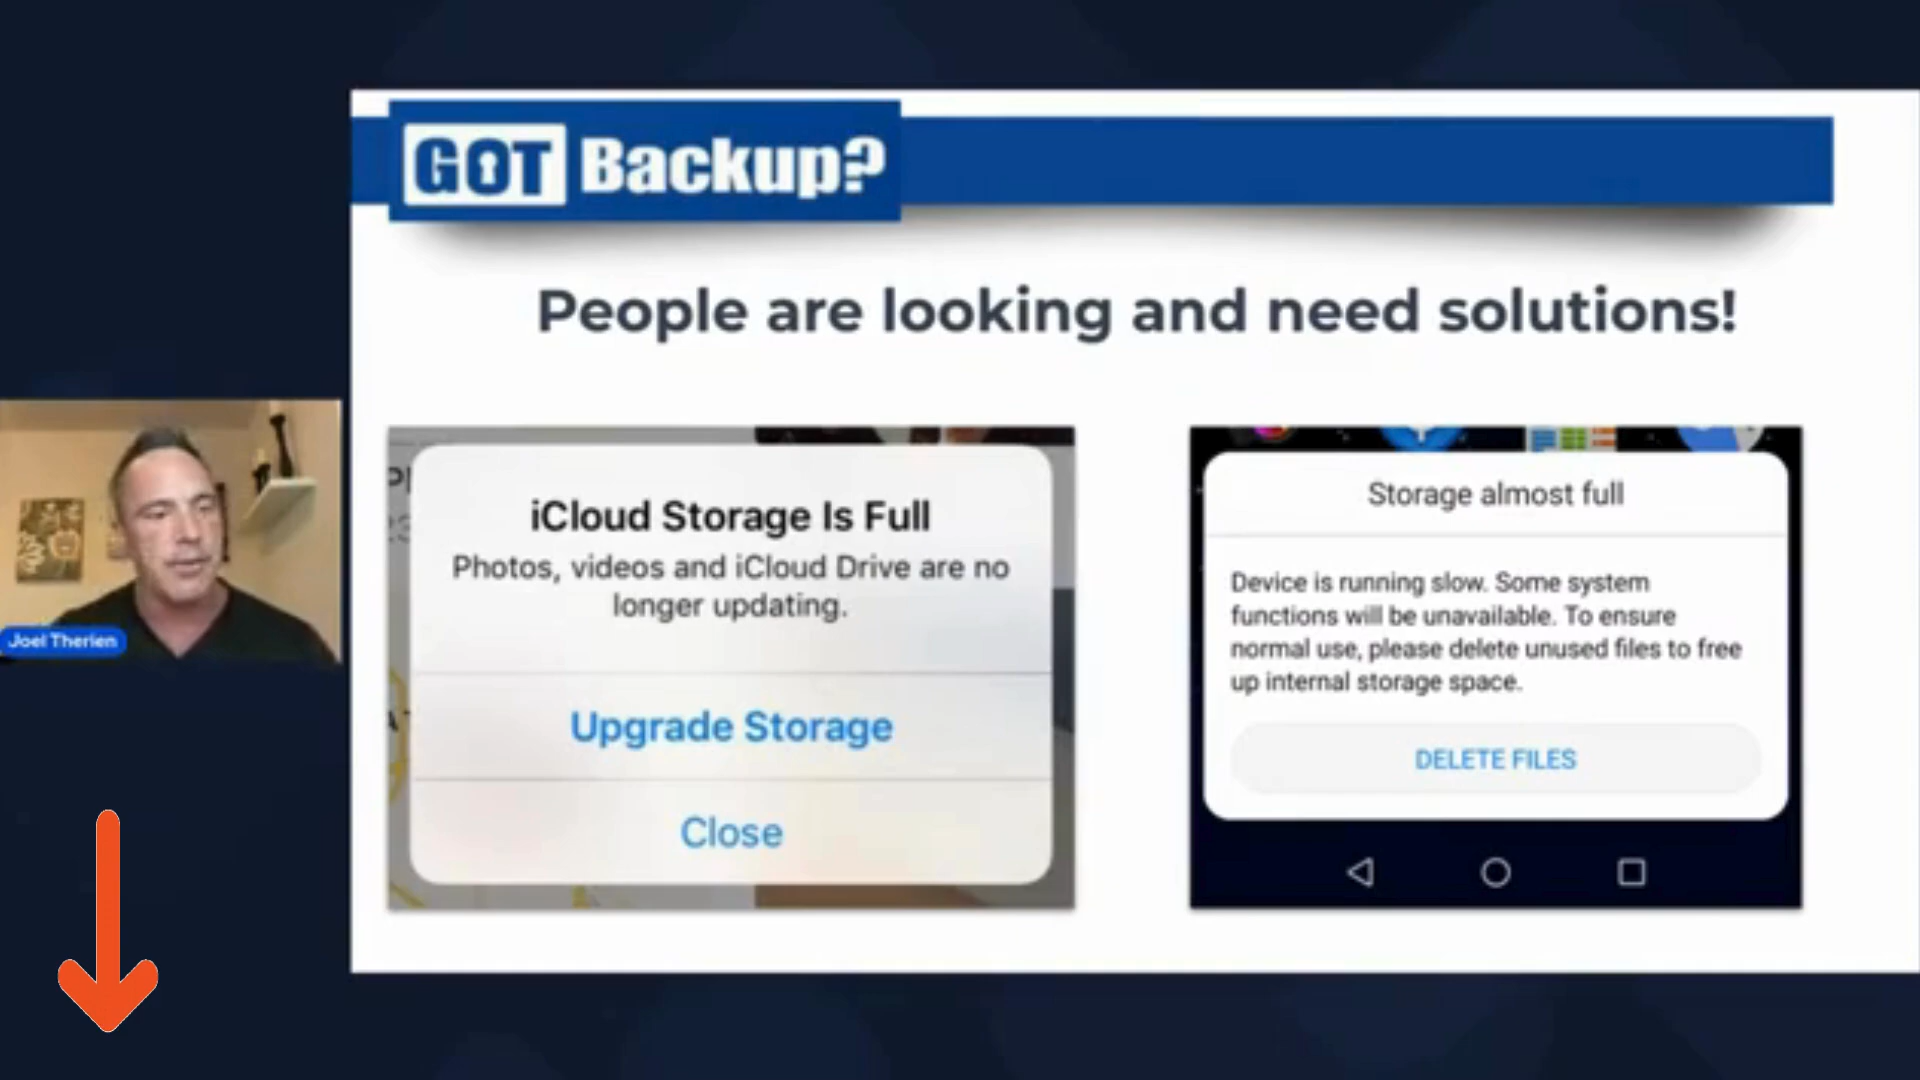 GOT Backup?
People are looking and need solutions!
iCloud Storage Is Full
Photos, videos and iCloud Drive are no
longer updating.
Upgrade Storage
Close
Storage almost full
Device is running slow. Some system
functions will be unavailable. To ensure
normal use, please delete unused files to free
up internal storage space.
DELETE FILES
Joel Therien